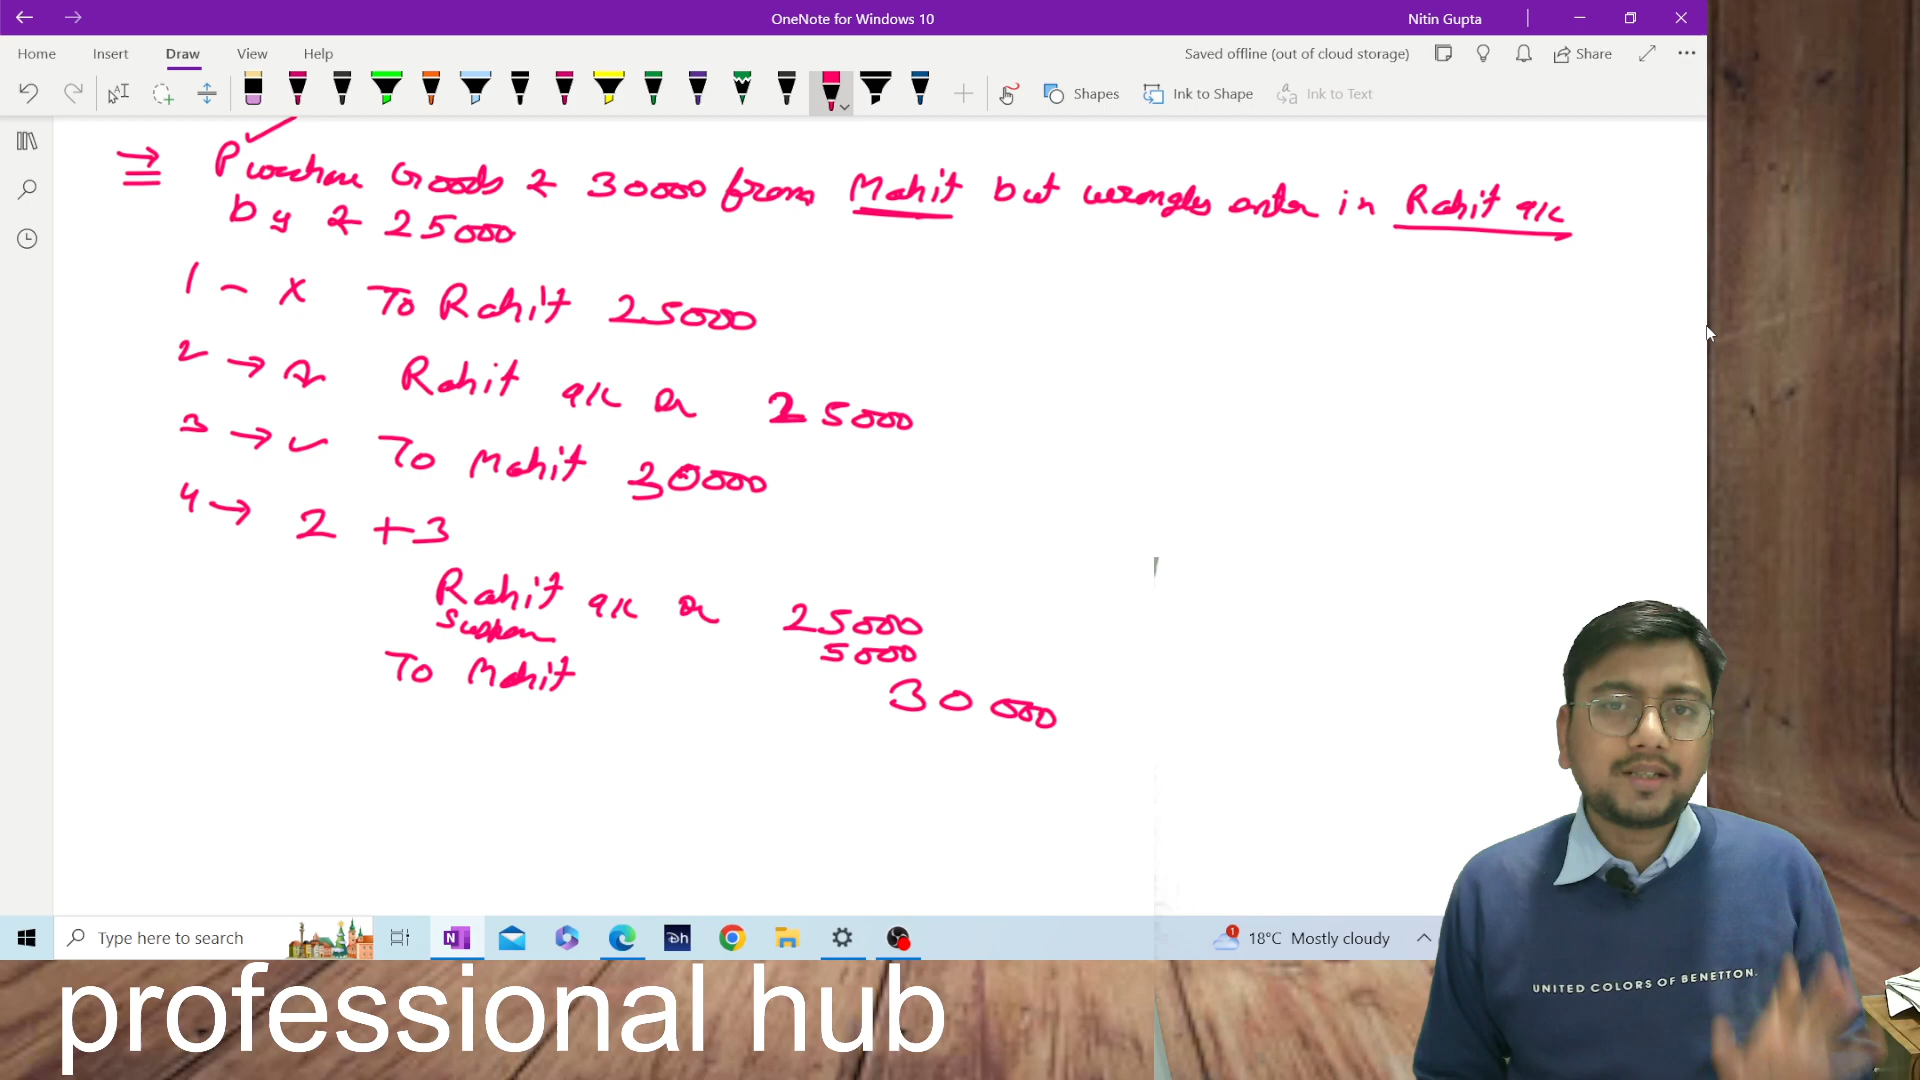 OneNote for Windows 10
Nitin Gupta
Home Insert Draw View Help
Saved offline (out of cloud storage)
Share
Shapes
Ink to Shape
Ink to Text
⇒ Purchase Goods ₹ 30000 from Mohit but wrongly enter in Rohit a/c
by ₹ 25000
1 - x To Rohit 25000
2 → Rohit a/c Dr 25000
3 → ✓ To Mohit 30000
4 → 2 + 3
Rohit a/c Dr 25000
Suspen 5000
To Mohit 30000
Type here to search
Dh
1
18°C Mostly cloudy
UNITED COLORS OF BENETTON.
professional hub